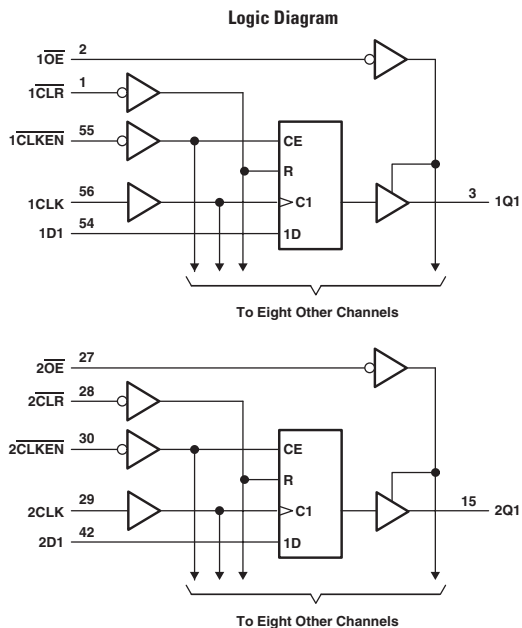 Logic Diagram
1OE 2
1CLR 1
1CLKEN 55
CE
R
1CLK 56
C1
3 1Q1
1D1 54
1D
To Eight Other Channels
2OE 27
2CLR 28
2CLKEN 30
CE
R
2CLK 29
C1
15 2Q1
2D1 42
1D
To Eight Other Channels